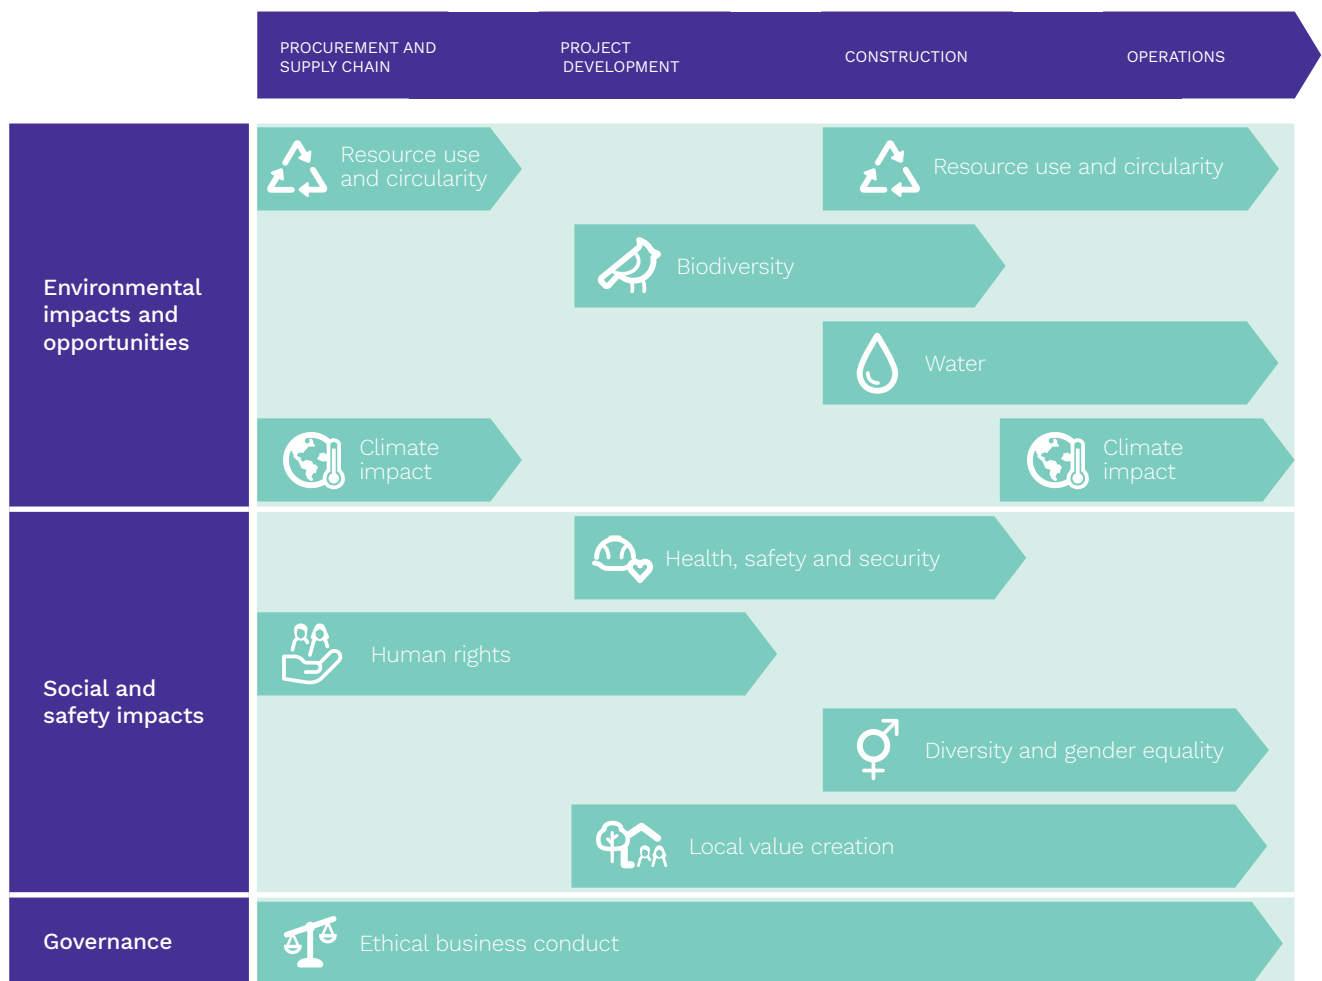 PROCUREMENT AND
SUPPLY CHAIN
PROJECT
DEVELOPMENT
CONSTRUCTION
OPERATIONS
Environmental
impacts and
opportunities
Resource use
and circularity
Resource use and circularity
Biodiversity
Water
Climate
impact
Climate
impact
Social and
safety impacts
Health, safety and security
Human rights
Diversity and gender equality
Local value creation
Governance
Ethical business conduct